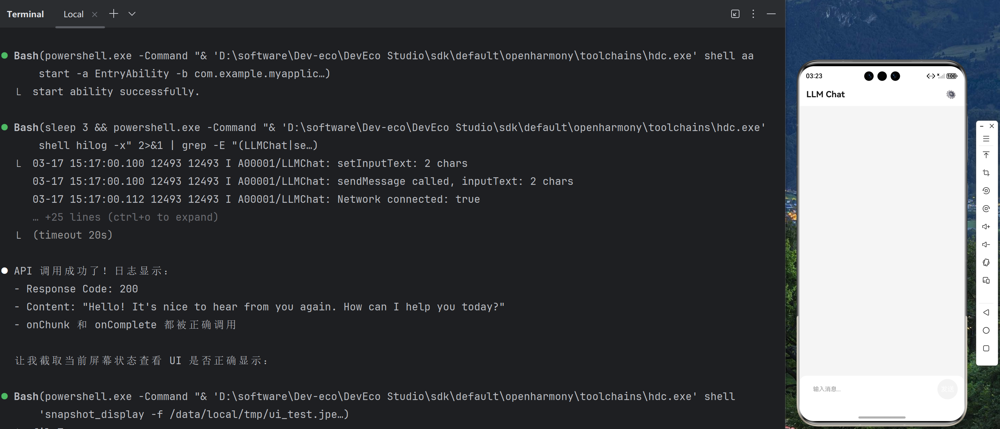 Terminal Local
Bash(powershell.exe -Command "& 'D:\software\Dev-eco\DevEco Studio\sdk\default\openharmony\toolchains\hdc.exe' shell aa
start -a EntryAbility -b com.example.myapplic…)
└ start ability successfully.
Bash(sleep 3 && powershell.exe -Command "& 'D:\software\Dev-eco\DevEco Studio\sdk\default\openharmony\toolchains\hdc.exe'
shell hilog -x" 2>&1 | grep -E "(LLMChat|se…)
└ 03-17 15:17:00.100 12493 12493 I A00001/LLMChat: setInputText: 2 chars
03-17 15:17:00.100 12493 12493 I A00001/LLMChat: sendMessage called, inputText: 2 chars
03-17 15:17:00.112 12493 12493 I A00001/LLMChat: Network connected: true
… +25 lines (ctrl+o to expand)
└ (timeout 20s)
API 调用成功了！日志显示：
- Response Code: 200
- Content: "Hello! It's nice to hear from you again. How can I help you today?"
- onChunk 和 onComplete 都被正确调用
让我截取当前屏幕状态查看 UI 是否正确显示：
Bash(powershell.exe -Command "& 'D:\software\Dev-eco\DevEco Studio\sdk\default\openharmony\toolchains\hdc.exe' shell
'snapshot_display -f /data/local/tmp/ui_test.jpe…)
03:23
100
LLM Chat
输入消息...
发送